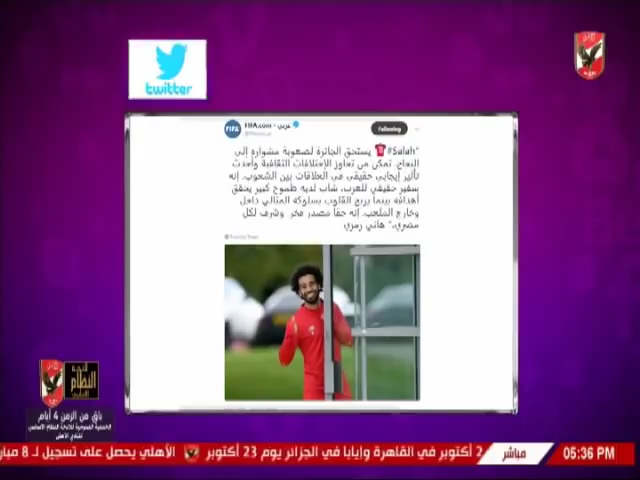 twitter
FIFA.com - عربي
Following
"#Salah يستحق الجائزة لصعوبة مشواره إلى
النجاح. تمكن من تجاوز الإختلافات الثقافية وأحدث
تأثير إيجابي حقيقي في العلاقات بين الشعوب. إنه
سفير حقيقي للعرب، شاب لديه طموح كبير يحقق
أهدافه بينما يربح القلوب بسلوكه المثالي داخل
وخارج الملعب. إنه حقا مصدر فخر وشرف لكل
مصري،" هاني رمزي
النظام
باق من الزمن 4 أيام
2 أكتوبر في القاهرة وإيابا في الجزائر يوم 23 أكتوبر
الأهلي يحصل على تسجيل لـ 8 مبار
مباشر
05:36 PM